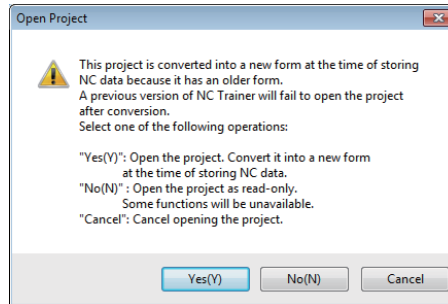 Open Project
This project is converted into a new form at the time of storing
NC data because it has an older form.
A previous version of NC Trainer will fail to open the project
after conversion.
Select one of the following operations:
"Yes(Y)": Open the project. Convert it into a new form
at the time of storing NC data.
"No(N)" : Open the project as read-only.
Some functions will be unavailable.
"Cancel": Cancel opening the project.
Yes(Y) No(N) Cancel